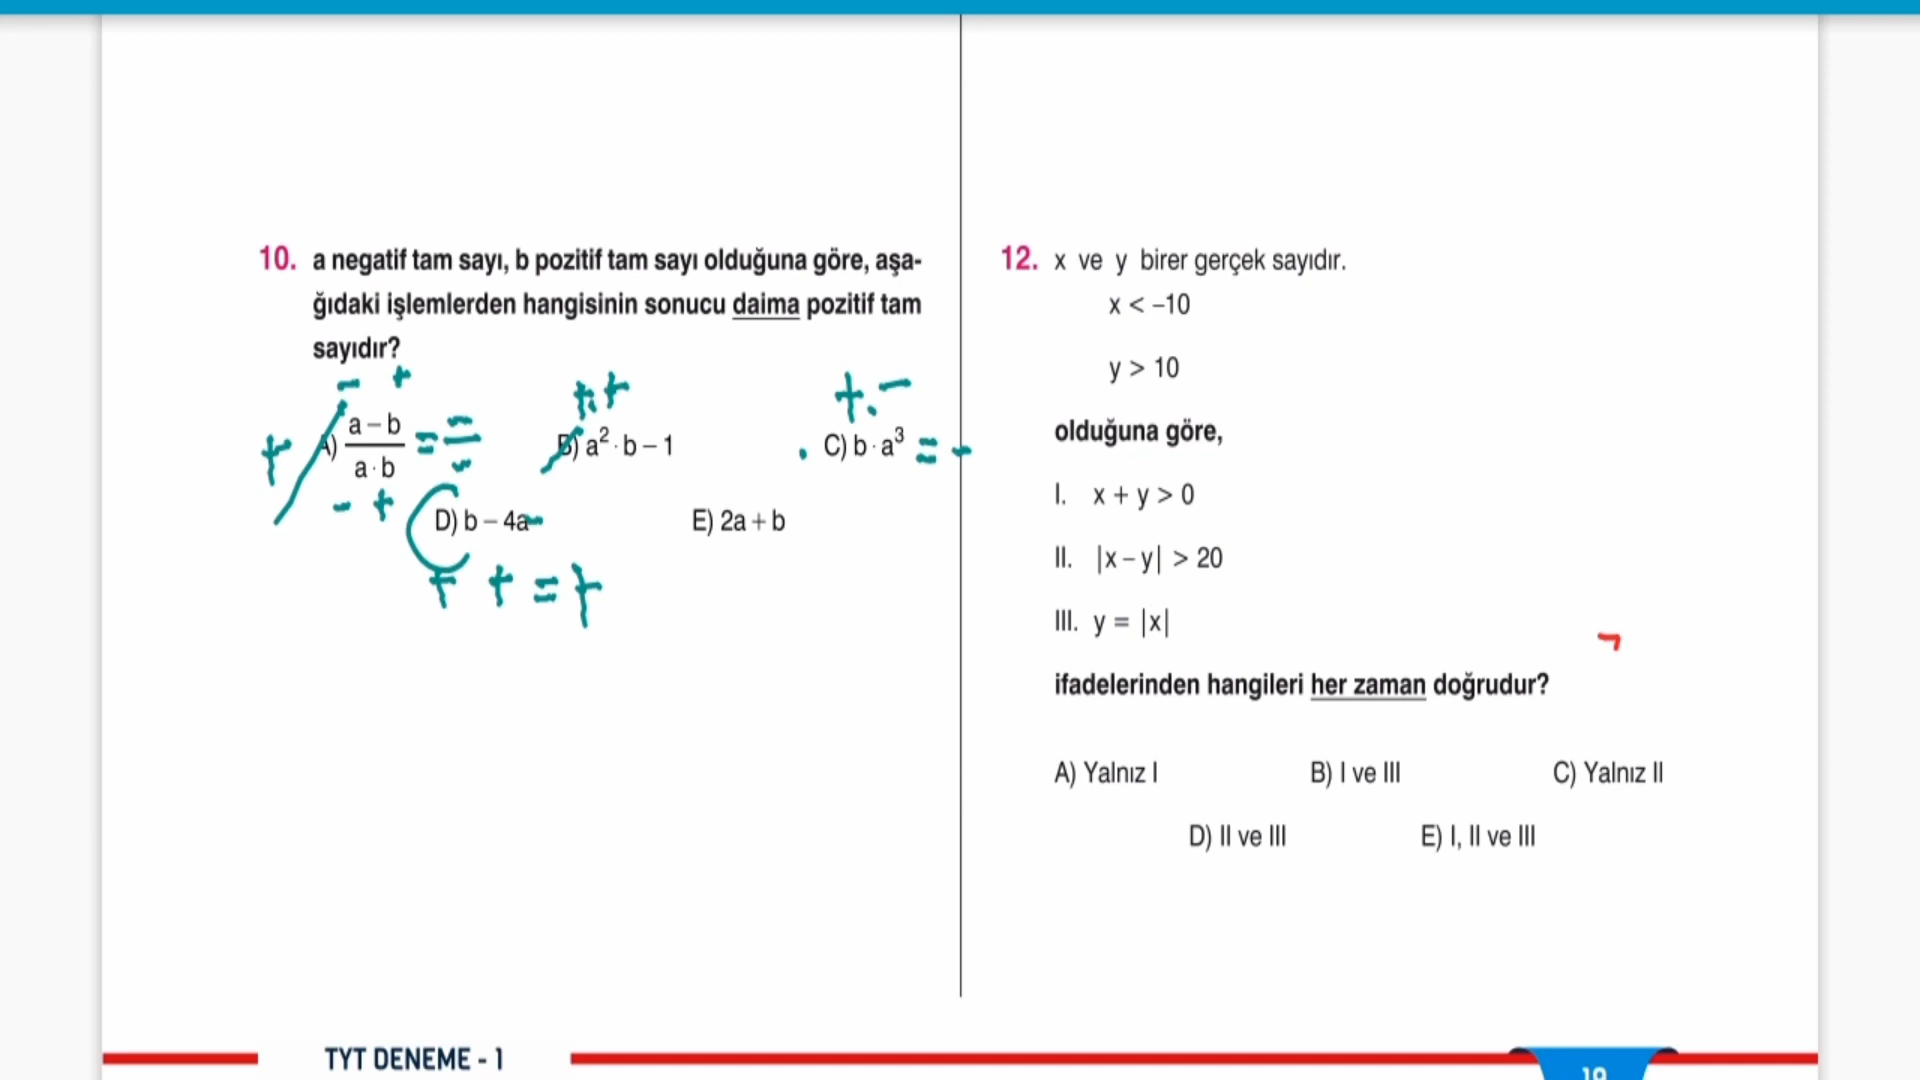 10. a negatif tam sayı, b pozitif tam sayı olduğuna göre, aşa-
ğıdaki işlemlerden hangisinin sonucu daima pozitif tam
sayıdır?
- +
+.+
+.-
+ A) a – b / a · b = - / -
B) a² · b – 1
. C) b · a³ = -
- +
D) b – 4a -
E) 2a + b
+ + = +
12. x ve y birer gerçek sayıdır.
x < –10
y > 10
olduğuna göre,
I. x + y > 0
II. |x – y| > 20
III. y = |x|
ifadelerinden hangileri her zaman doğrudur?
A) Yalnız I B) I ve III C) Yalnız II
D) II ve III E) I, II ve III
TYT DENEME - 1